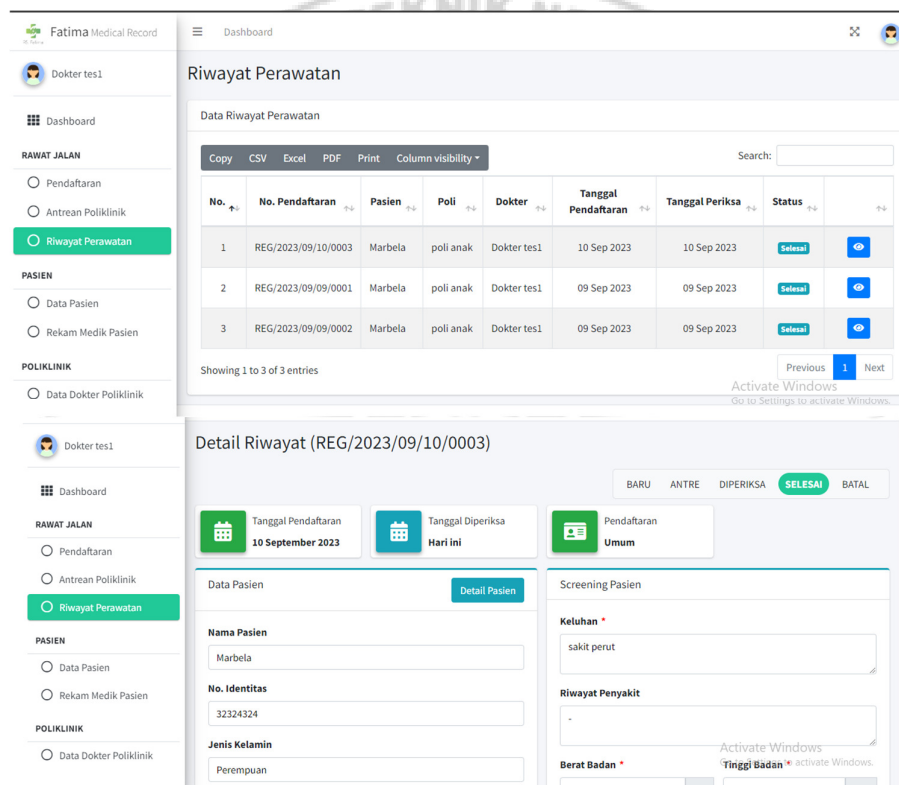 Fatima Medical Record
Dashboard
Dokter tes1
Dashboard
RAWAT JALAN
Pendaftaran
Antrean Poliklinik
Riwayat Perawatan
PASIEN
Data Pasien
Rekam Medik Pasien
POLIKLINIK
Data Dokter Poliklinik
Riwayat Perawatan
Data Riwayat Perawatan
Copy CSV Excel PDF Print Column visibility
Search:
No. No. Pendaftaran Pasien Poli Dokter Tanggal Pendaftaran Tanggal Periksa Status
1 REG/2023/09/10/0003 Marbela poli anak Dokter tes1 10 Sep 2023 10 Sep 2023 Selesai
2 REG/2023/09/09/0001 Marbela poli anak Dokter tes1 09 Sep 2023 09 Sep 2023 Selesai
3 REG/2023/09/09/0002 Marbela poli anak Dokter tes1 09 Sep 2023 09 Sep 2023 Selesai
Showing 1 to 3 of 3 entries
Previous 1 Next
Activate Windows
Go to Settings to activate Windows.
Dokter tes1
Dashboard
RAWAT JALAN
Pendaftaran
Antrean Poliklinik
Riwayat Perawatan
PASIEN
Data Pasien
Rekam Medik Pasien
POLIKLINIK
Data Dokter Poliklinik
Detail Riwayat (REG/2023/09/10/0003)
BARU ANTRE DIPERIKSA SELESAI BATAL
Tanggal Pendaftaran
10 September 2023
Tanggal Diperiksa
Hari ini
Pendaftaran
Umum
Data Pasien
Detail Pasien
Nama Pasien
Marbela
No. Identitas
32324324
Jenis Kelamin
Perempuan
Screening Pasien
Keluhan *
sakit perut
Riwayat Penyakit
-
Activate Windows
Berat Badan * Tinggi Badan *
activate Windows.